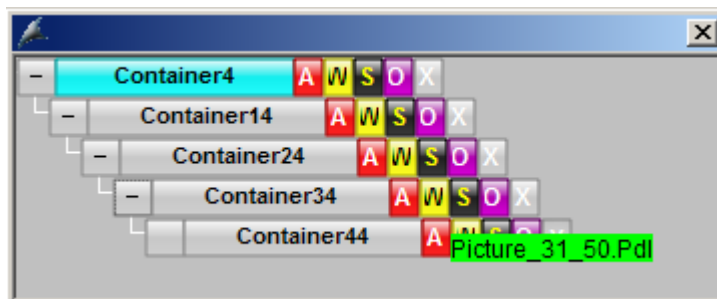 − Container4 A W S O X
− Container14 A W S O X
− Container24 A W S O X
− Container34 A W S O X
Container44 A
Picture_31_50.Pdl